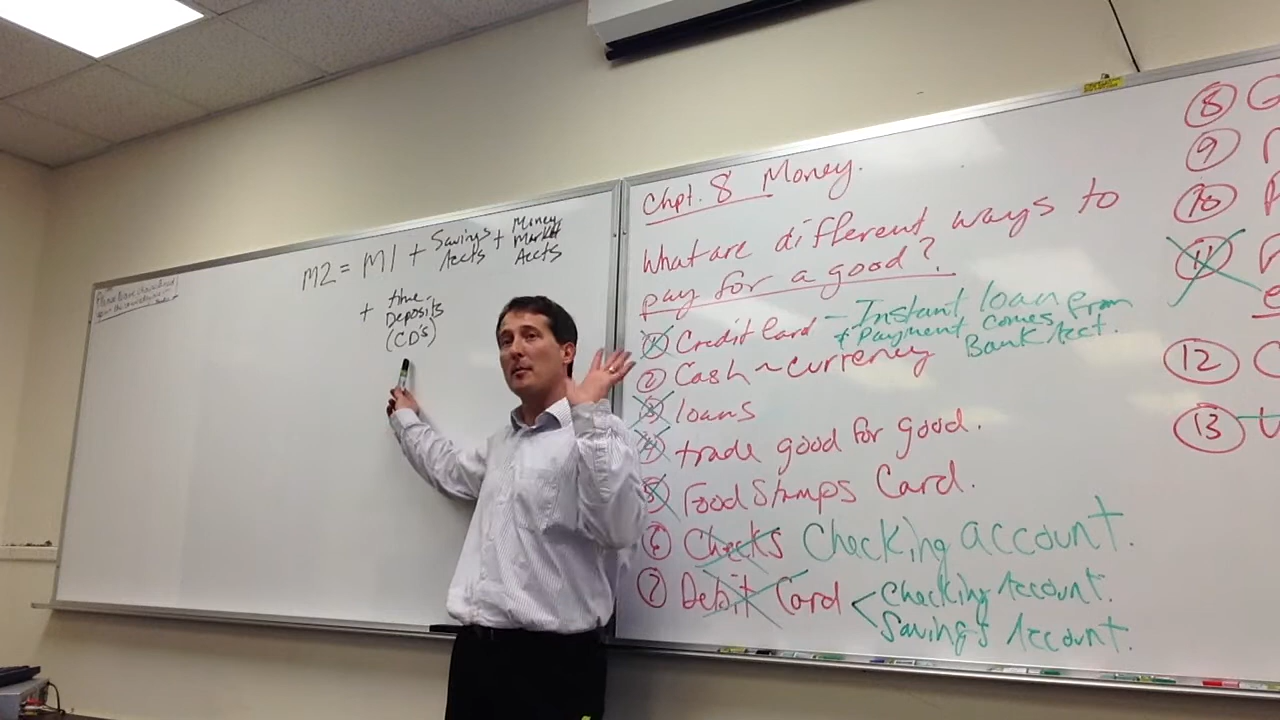 M2 = M1 + Savings Accts + Money Market Accts
+ time Deposits (CD's)
Chpt. 8 Money.
What are different ways to
pay for a good?
1 Credit Card - Instant loan
+ Payment comes from Bank Acct.
2 Cash ~ currency
3 loans
4 trade good for good.
5 Food Stamps Card.
6 Checks Checking account.
7 Debit Card < Checking Account.
Savings Account.
8 G
9
10
11
12 C
13